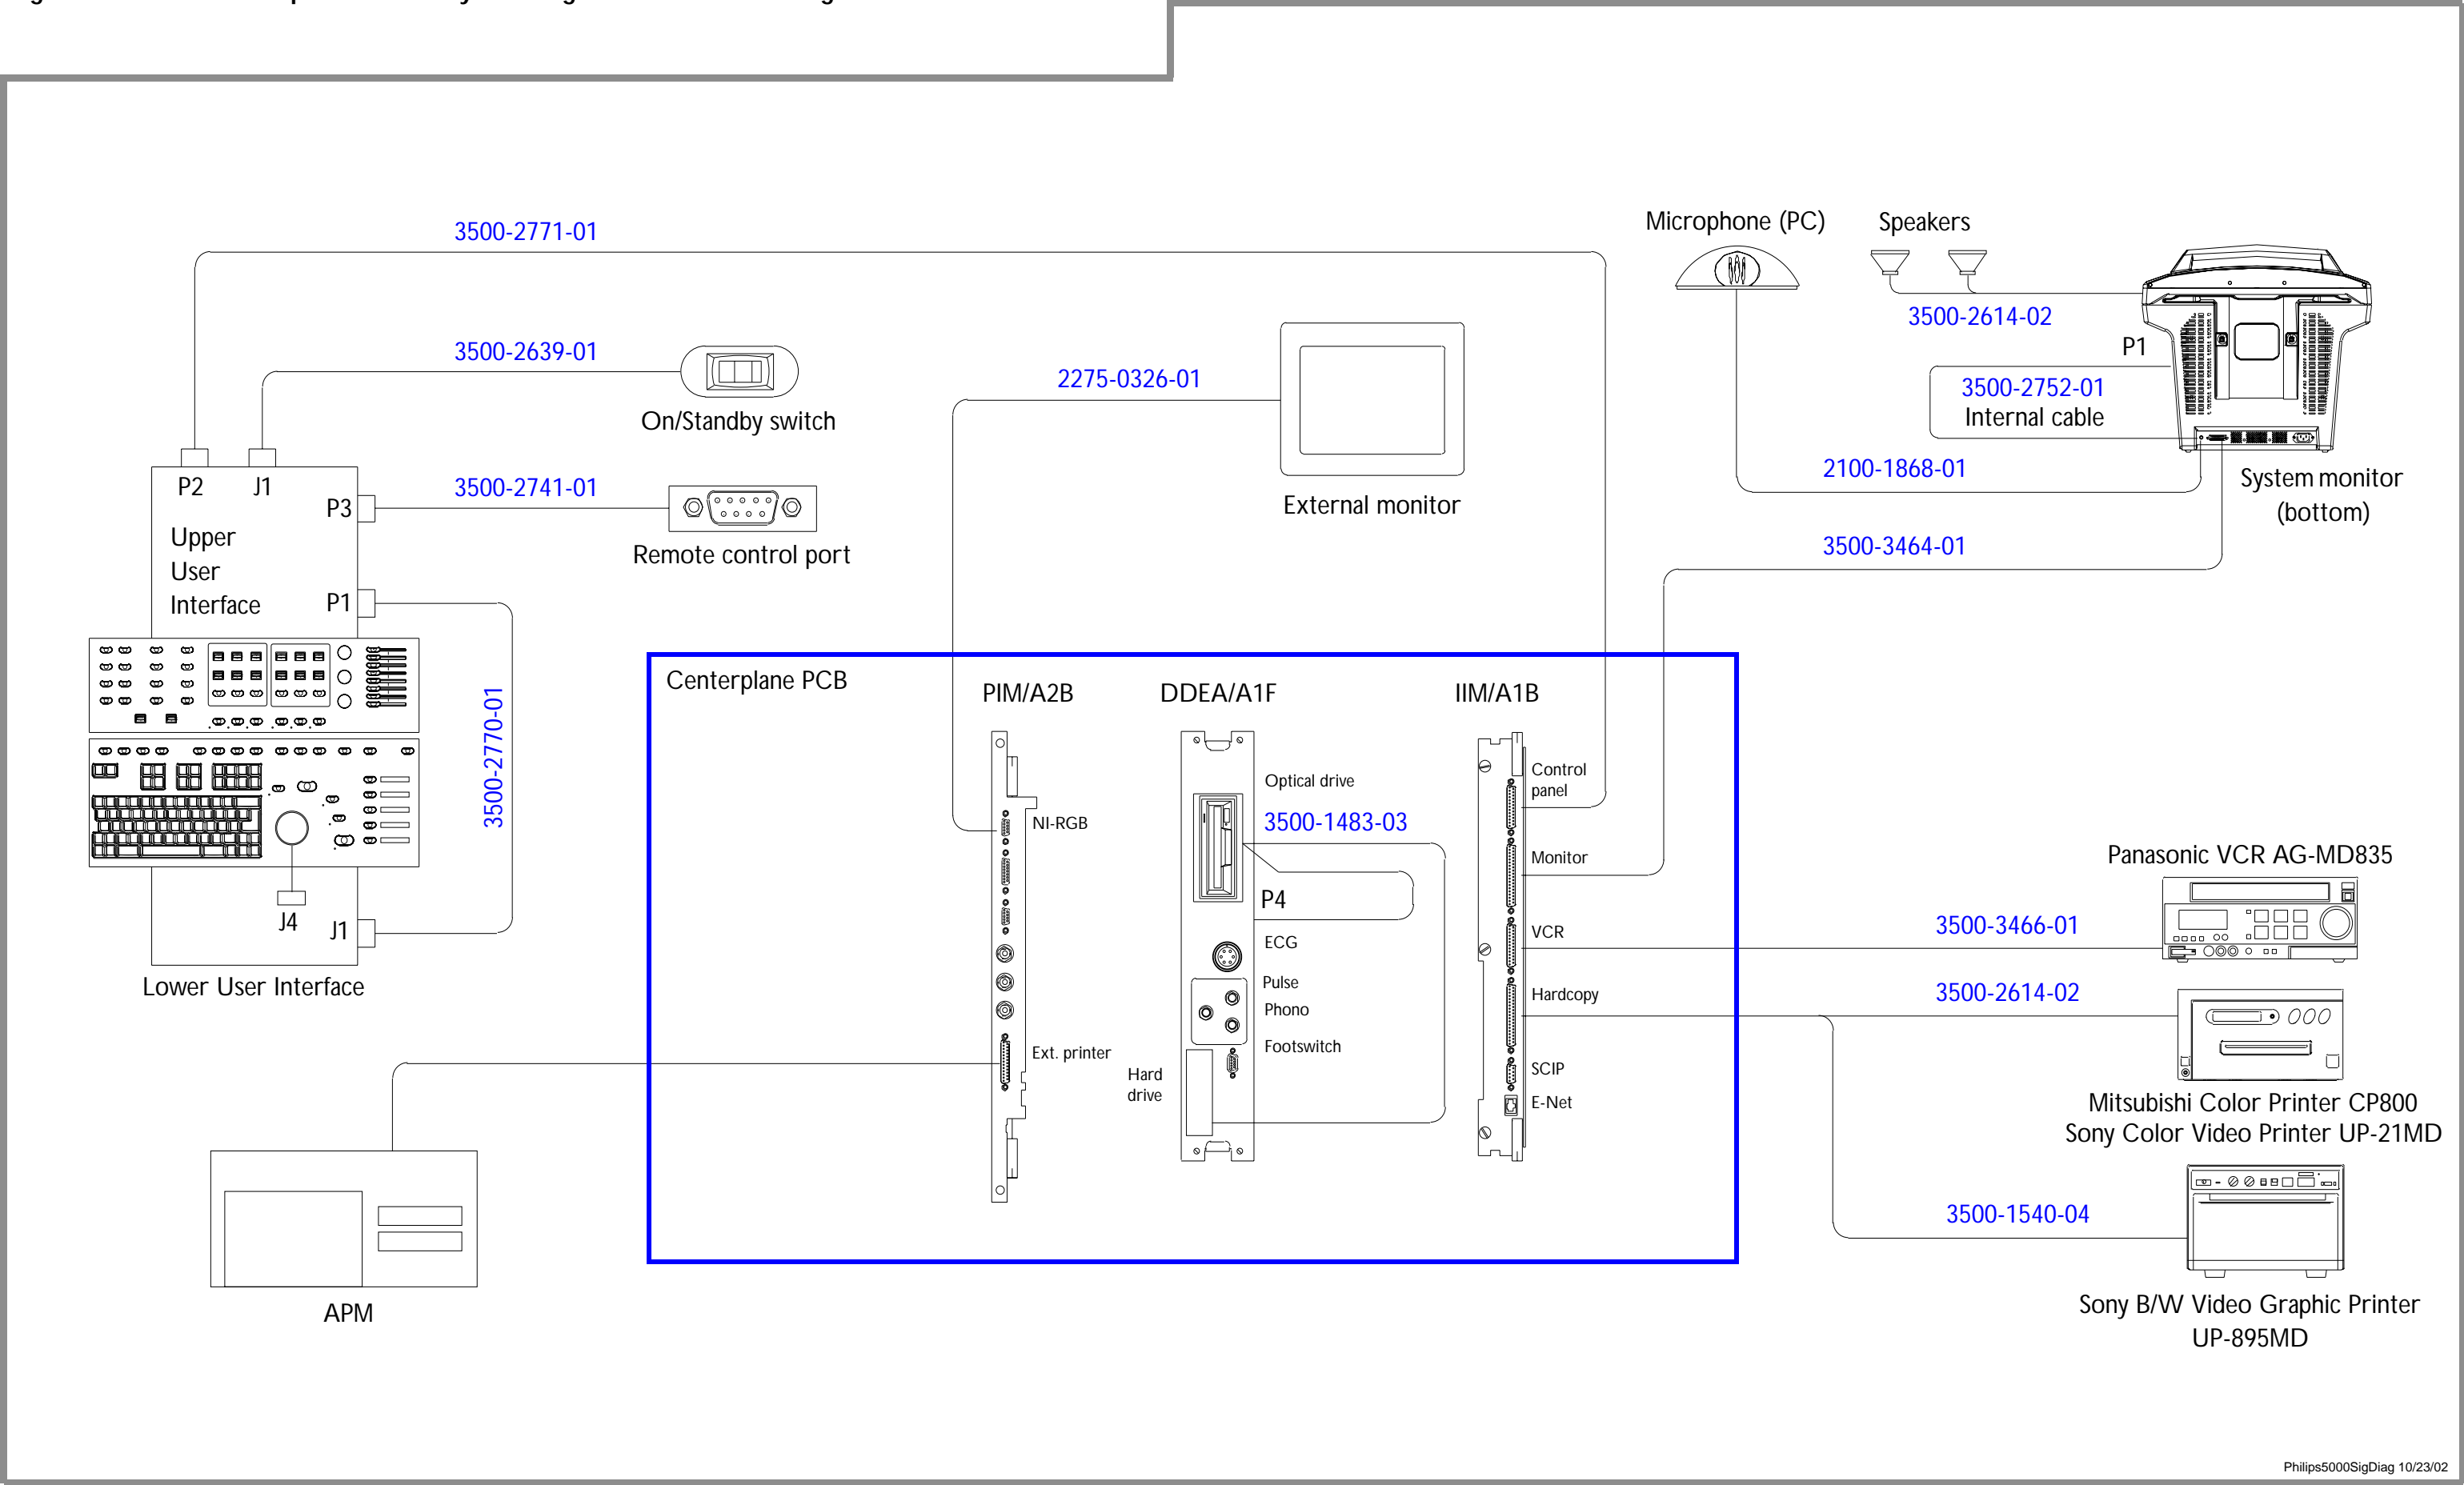 3500-2771-01
Microphone (PC)
Speakers
3500-2614-02
3500-2639-01
On/Standby switch
2275-0326-01
P1
3500-2752-01
Internal cable
2100-1868-01
System monitor
(bottom)
External monitor
3500-3464-01
P2
J1
P3
3500-2741-01
Remote control port
Upper
User
Interface
P1
3500-2770-01
J4
J1
Lower User Interface
Centerplane PCB
PIM/A2B
DDEA/A1F
IIM/A1B
NI-RGB
Ext. printer
Optical drive
3500-1483-03
P4
ECG
Pulse
Phono
Footswitch
Hard
drive
Control
panel
Monitor
VCR
Hardcopy
SCIP
E-Net
Panasonic VCR AG-MD835
3500-3466-01
3500-2614-02
Mitsubishi Color Printer CP800
Sony Color Video Printer UP-21MD
3500-1540-04
Sony B/W Video Graphic Printer
UP-895MD
APM
Philips5000SigDiag 10/23/02